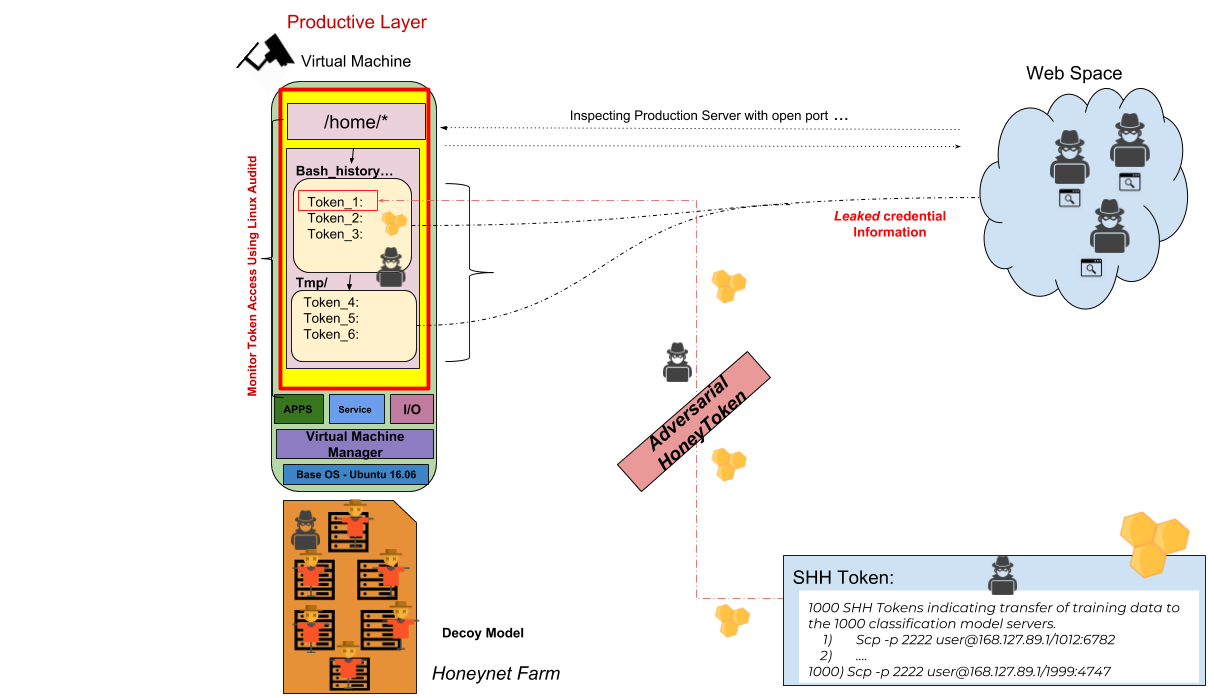 Productive Layer
Virtual Machine
Web Space
/home/*
Inspecting Production Server with open port …
Monitor Token Access Using Linux Auditd
Bash_history…
Token_1:
Token_2:
Token_3:
Leaked credential
Information
Tmp/
Token_4:
Token_5:
Token_6:
Adversarial
HoneyToken
APPS
Service
I/O
Virtual Machine
Manager
Base OS - Ubuntu 16.06
SHH Token:
1000 SHH Tokens indicating transfer of training data to
the 1000 classification model servers.
1) Scp -p 2222 user@168.127.89.1/1012:6782
2) ....
1000) Scp -p 2222 user@168.127.89.1/1999:4747
Decoy Model
Honeynet Farm